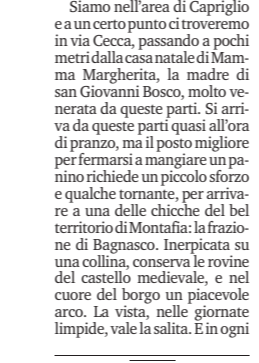 Siamo nell'area di Capriglio
e a un certo punto ci troveremo
in via Cecca, passando a pochi
metri dalla casa natale di Mam-
ma Margherita, la madre di
san Giovanni Bosco, molto ve-
nerata da queste parti. Si arri-
va da queste parti quasi all'ora
di pranzo, ma il posto migliore
per fermarsi a mangiare un pa-
nino richiede un piccolo sforzo
e qualche tornante, per arriva-
re a una delle chicche del bel
territorio di Montafia: la frazio-
ne di Bagnasco. Inerpicata su
una collina, conserva le rovine
del castello medievale, e nel
cuore del borgo un piacevole
arco. La vista, nelle giornate
limpide, vale la salita. E in ogni